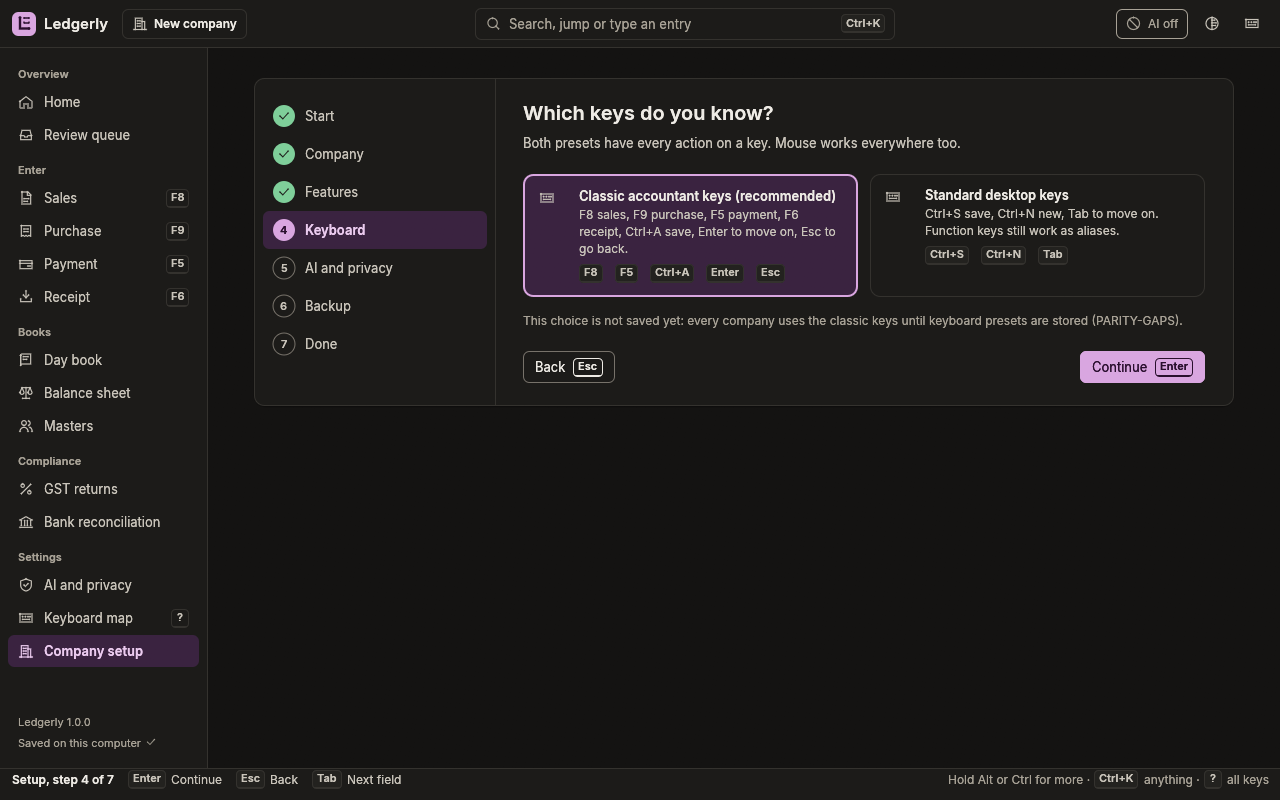 Ledgerly
New company
Search, jump or type an entry
Ctrl+K
AI off
Overview
Home
Review queue
Enter
Sales F8
Purchase F9
Payment F5
Receipt F6
Books
Day book
Balance sheet
Masters
Compliance
GST returns
Bank reconciliation
Settings
AI and privacy
Keyboard map ?
Company setup
Ledgerly 1.0.0
Saved on this computer
Start
Company
Features
4 Keyboard
5 AI and privacy
6 Backup
7 Done
Which keys do you know?
Both presets have every action on a key. Mouse works everywhere too.
Classic accountant keys (recommended)
F8 sales, F9 purchase, F5 payment, F6
receipt, Ctrl+A save, Enter to move on, Esc to
go back.
F8 F5 Ctrl+A Enter Esc
Standard desktop keys
Ctrl+S save, Ctrl+N new, Tab to move on.
Function keys still work as aliases.
Ctrl+S Ctrl+N Tab
This choice is not saved yet: every company uses the classic keys until keyboard presets are stored (PARITY-GAPS).
Back Esc
Continue Enter
Setup, step 4 of 7 Enter Continue Esc Back Tab Next field
Hold Alt or Ctrl for more · Ctrl+K anything · ? all keys